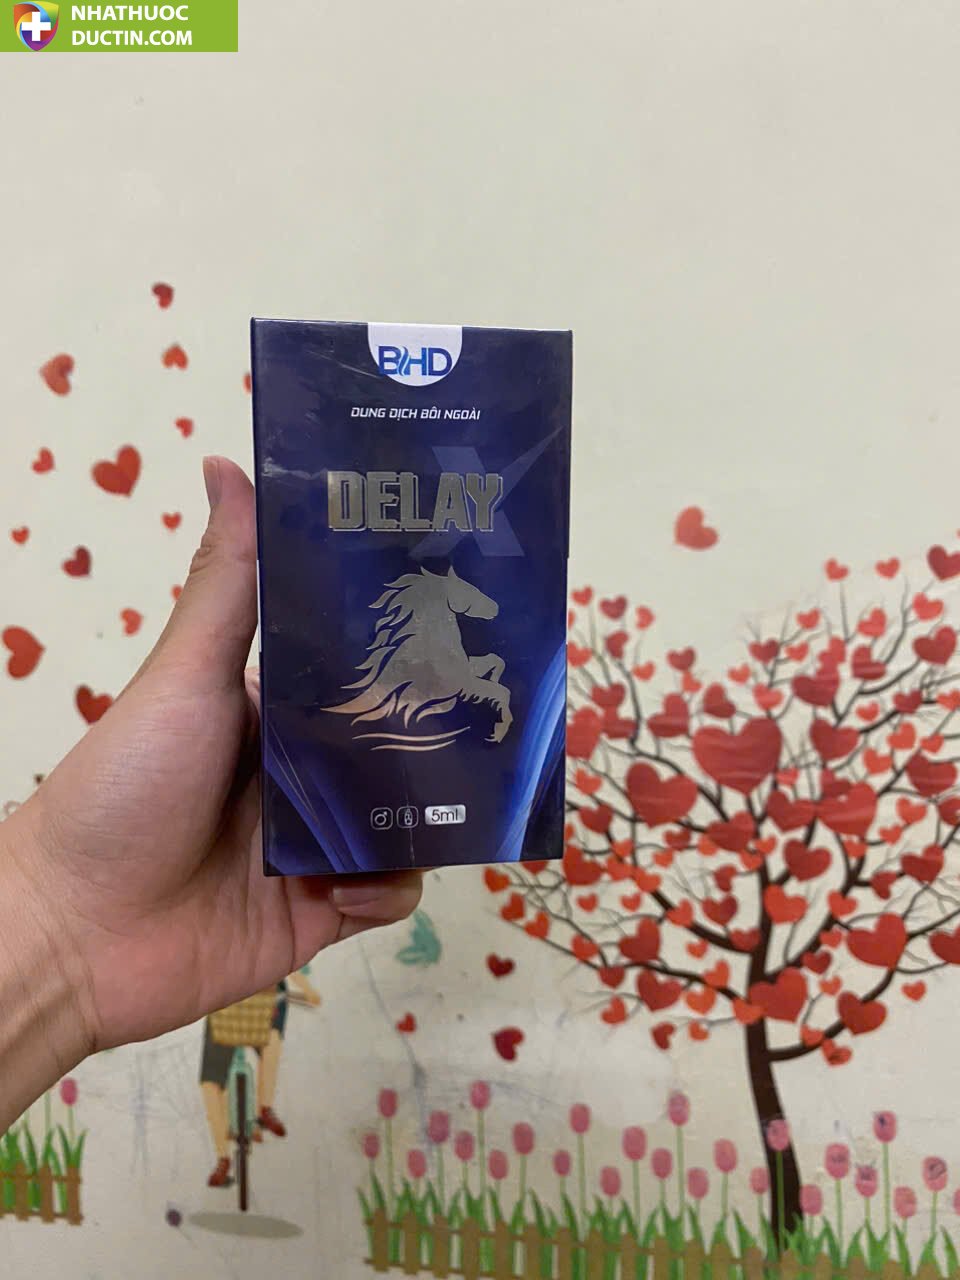 NHATHUOC
DUCTIN.COM
BHD
DUNG DỊCH BÔI NGOÀI
DELAY X
5ml